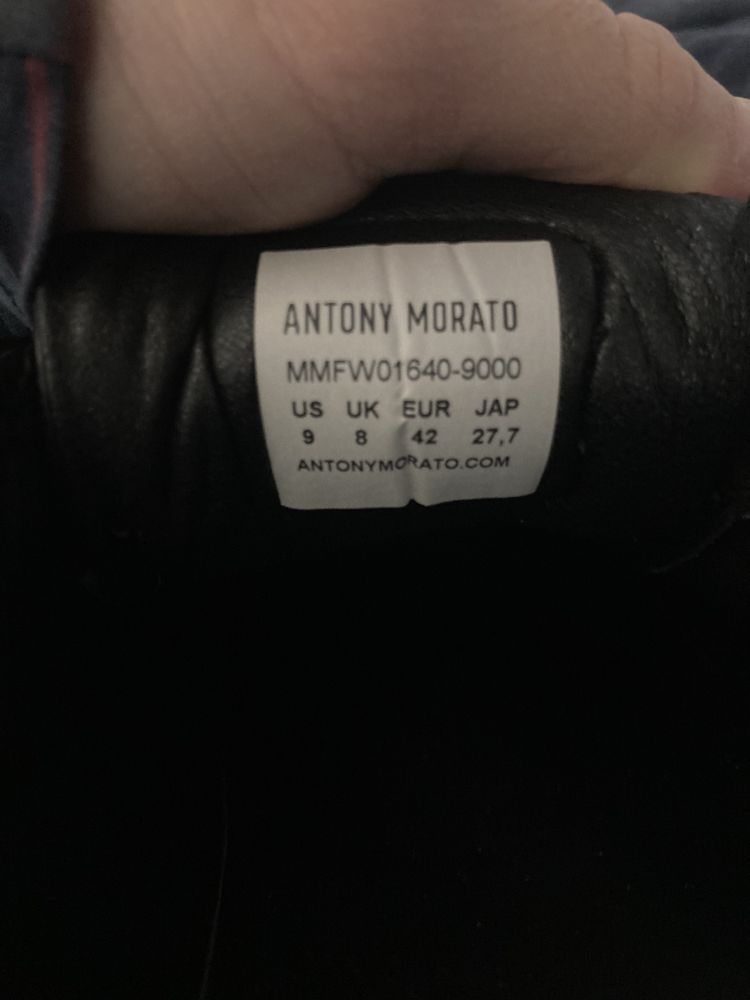 ANTONY MORATO
MMFW01640-9000
US UK EUR JAP
9 8 42 27,7
ANTONYMORATO.COM